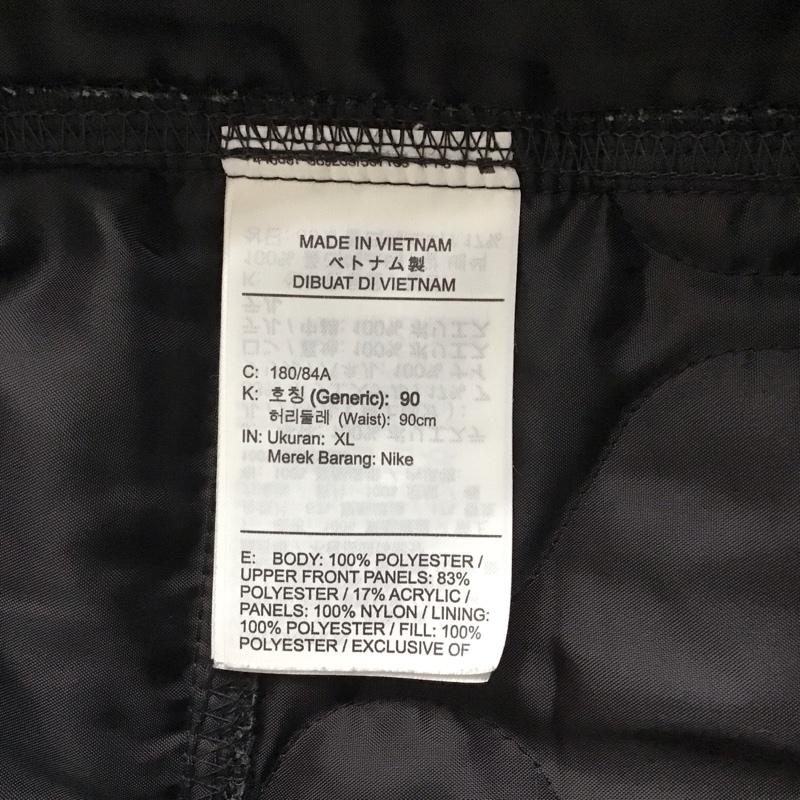 MADE IN VIETNAM
ベトナム製
DIBUAT DI VIETNAM
C: 180/84A
K: 호칭 (Generic): 90
허리둘레 (Waist): 90cm
IN: Ukuran: XL
Merek Barang: Nike
E: BODY: 100% POLYESTER /
UPPER FRONT PANELS: 83%
POLYESTER / 17% ACRYLIC /
PANELS: 100% NYLON / LINING:
100% POLYESTER / FILL: 100%
POLYESTER / EXCLUSIVE OF